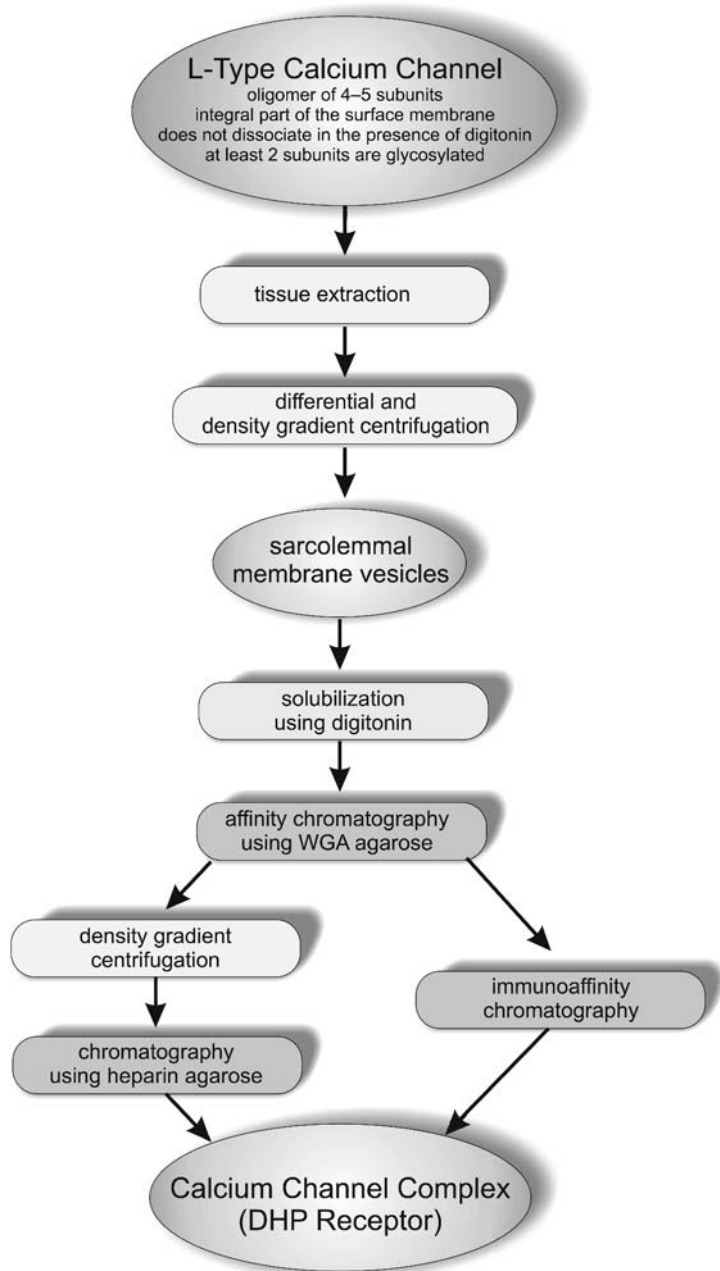 L-Type Calcium Channel
oligomer of 4–5 subunits
integral part of the surface membrane
does not dissociate in the presence of digitonin
at least 2 subunits are glycosylated
tissue extraction
differential and
density gradient centrifugation
sarcolemmal
membrane vesicles
solubilization
using digitonin
affinity chromatography
using WGA agarose
density gradient
centrifugation
immunoaffinity
chromatography
chromatography
using heparin agarose
Calcium Channel Complex
(DHP Receptor)